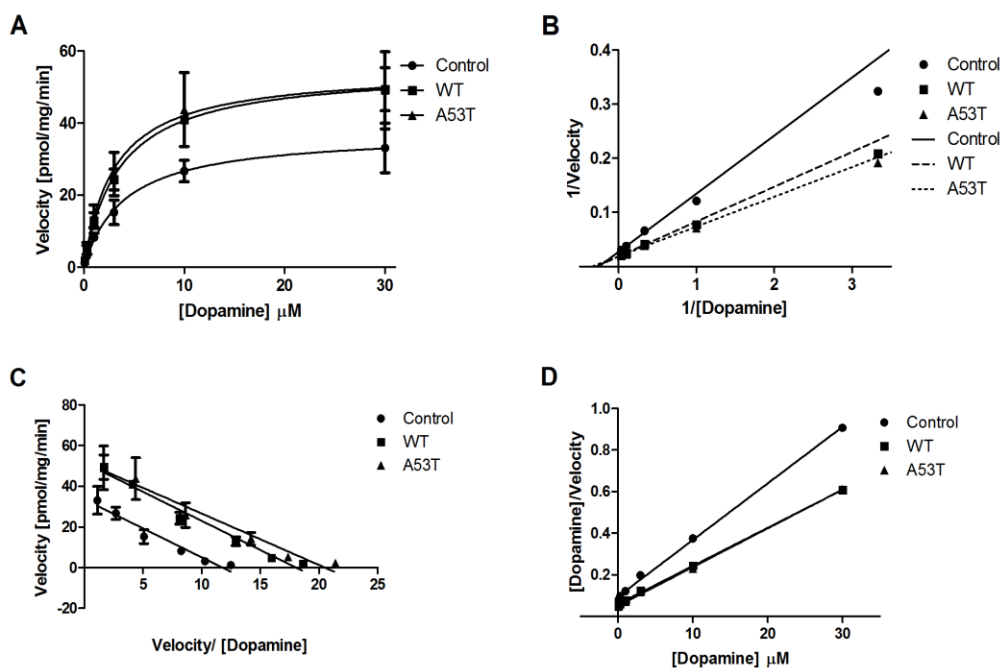 A
Velocity [pmol/mg/min]
60
40
20
0
0
10
20
30
[Dopamine] μM
Control
WT
A53T
B
1/Velocity
0.4
0.3
0.2
0.1
0
1
2
3
1/[Dopamine]
Control
WT
A53T
Control
WT
A53T
C
Velocity [pmol/mg/min]
80
60
40
20
0
-20
5
10
15
20
25
Velocity/ [Dopamine]
Control
WT
A53T
D
[Dopamine]/Velocity
1.0
0.8
0.6
0.4
0.2
0
10
20
30
[Dopamine] μM
Control
WT
A53T